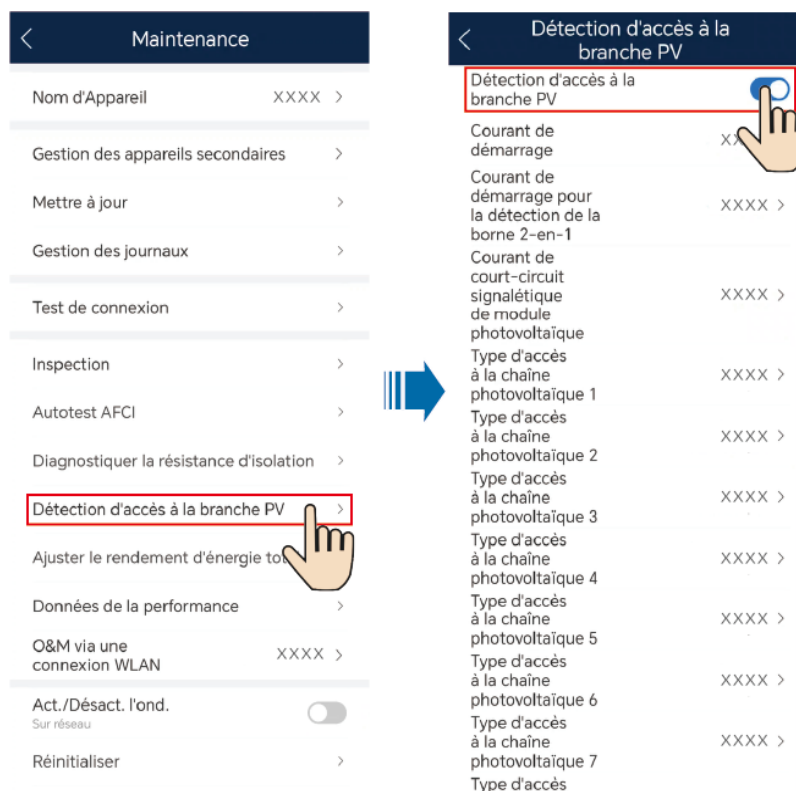 Maintenance
Nom d'Appareil XXXX
Gestion des appareils secondaires
Mettre à jour
Gestion des journaux
Test de connexion
Inspection
Autotest AFCI
Diagnostiquer la résistance d'isolation
Détection d'accès à la branche PV
Ajuster le rendement d'énergie
Données de la performance
O&M via une
connexion WLAN XXXX
Act./Désact. l'ond.
Sur réseau
Réinitialiser
Détection d'accès à la
branche PV
Détection d'accès à la
branche PV
Courant de
démarrage
Courant de
démarrage pour
la détection de la
borne 2-en-1
XXXX
Courant de
court-circuit
signalétique
de module
photovoltaïque
XXXX
Type d'accès
à la chaîne
photovoltaïque 1
XXXX
Type d'accès
à la chaîne
photovoltaïque 2
XXXX
Type d'accès
à la chaîne
photovoltaïque 3
XXXX
Type d'accès
à la chaîne
photovoltaïque 4
XXXX
Type d'accès
à la chaîne
photovoltaïque 5
XXXX
Type d'accès
à la chaîne
photovoltaïque 6
XXXX
Type d'accès
à la chaîne
photovoltaïque 7
XXXX
Type d'accès